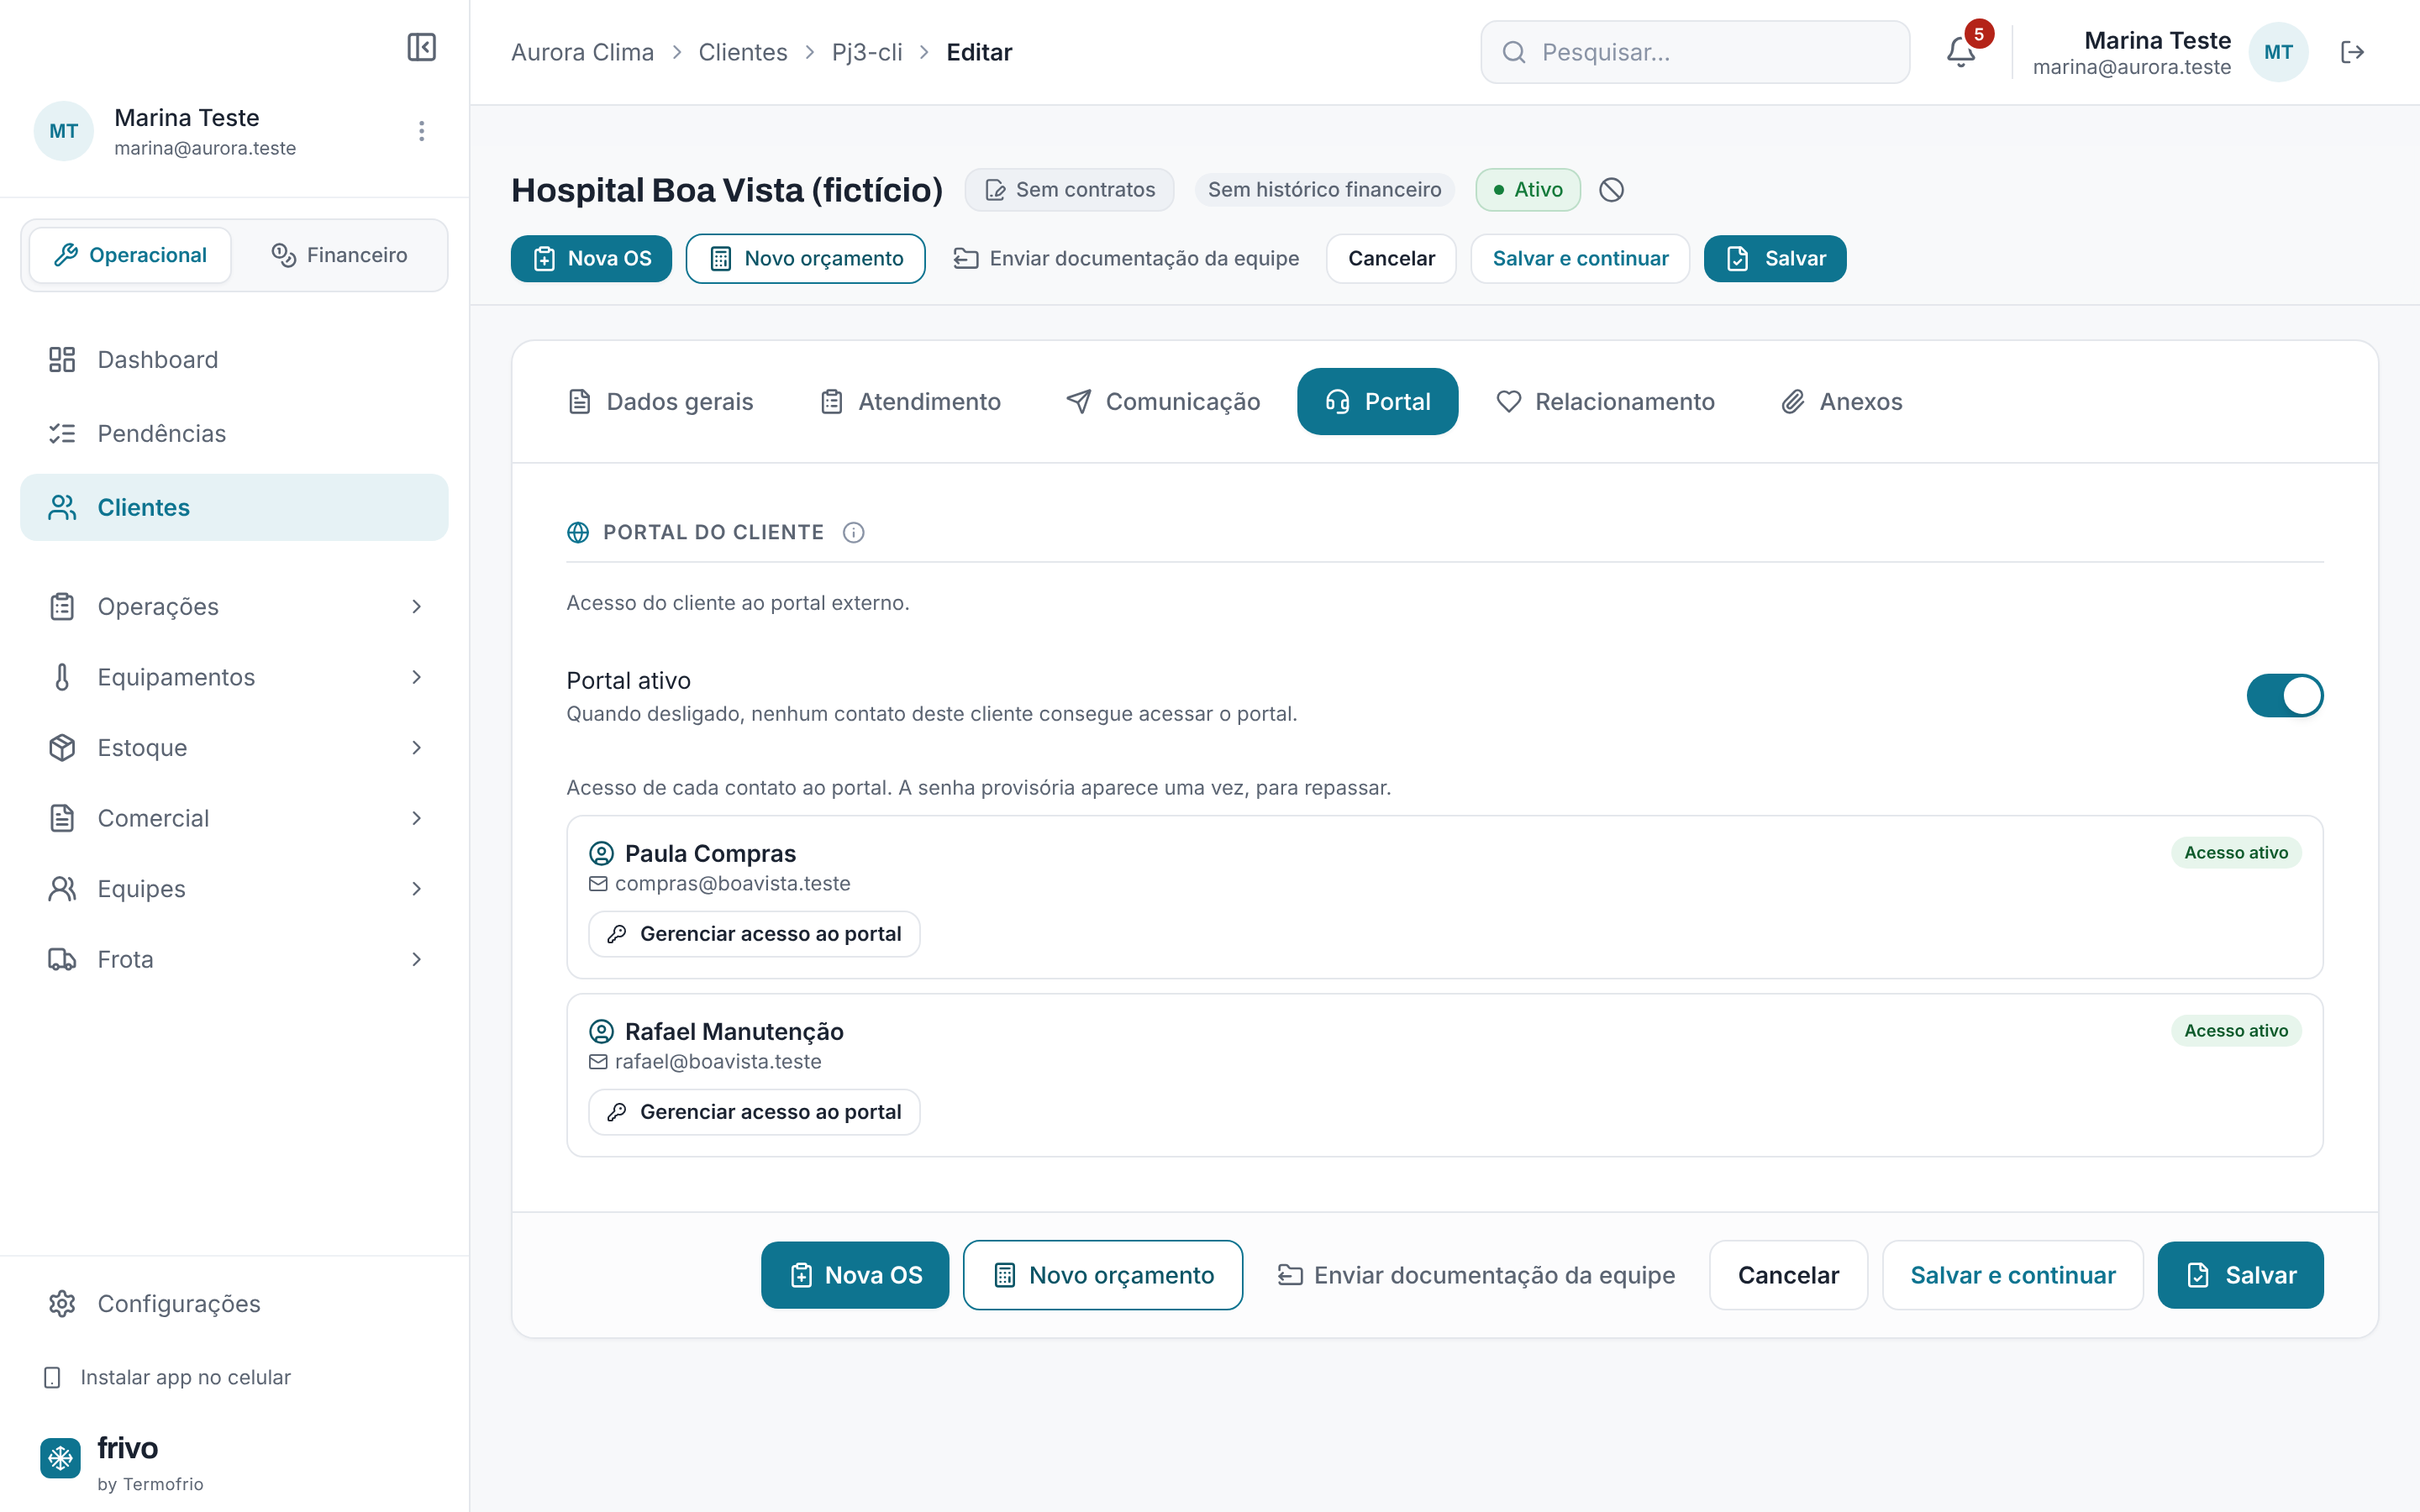 Marina Teste
marina@aurora.teste
MT
Operacional
Financeiro
Dashboard
Pendências
Clientes
Operações
Equipamentos
Estoque
Comercial
Equipes
Frota
Configurações
Instalar app no celular
frivo
by Termofrio
Aurora Clima > Clientes > Pj3-cli > Editar
Pesquisar...
5
Marina Teste
marina@aurora.teste
MT
Hospital Boa Vista (fictício)
Sem contratos
Sem histórico financeiro
Ativo
Nova OS
Novo orçamento
Enviar documentação da equipe
Cancelar
Salvar e continuar
Salvar
Dados gerais
Atendimento
Comunicação
Portal
Relacionamento
Anexos
PORTAL DO CLIENTE
Acesso do cliente ao portal externo.
Portal ativo
Quando desligado, nenhum contato deste cliente consegue acessar o portal.
Acesso de cada contato ao portal. A senha provisória aparece uma vez, para repassar.
Paula Compras
Acesso ativo
compras@boavista.teste
Gerenciar acesso ao portal
Rafael Manutenção
Acesso ativo
rafael@boavista.teste
Gerenciar acesso ao portal
Nova OS
Novo orçamento
Enviar documentação da equipe
Cancelar
Salvar e continuar
Salvar